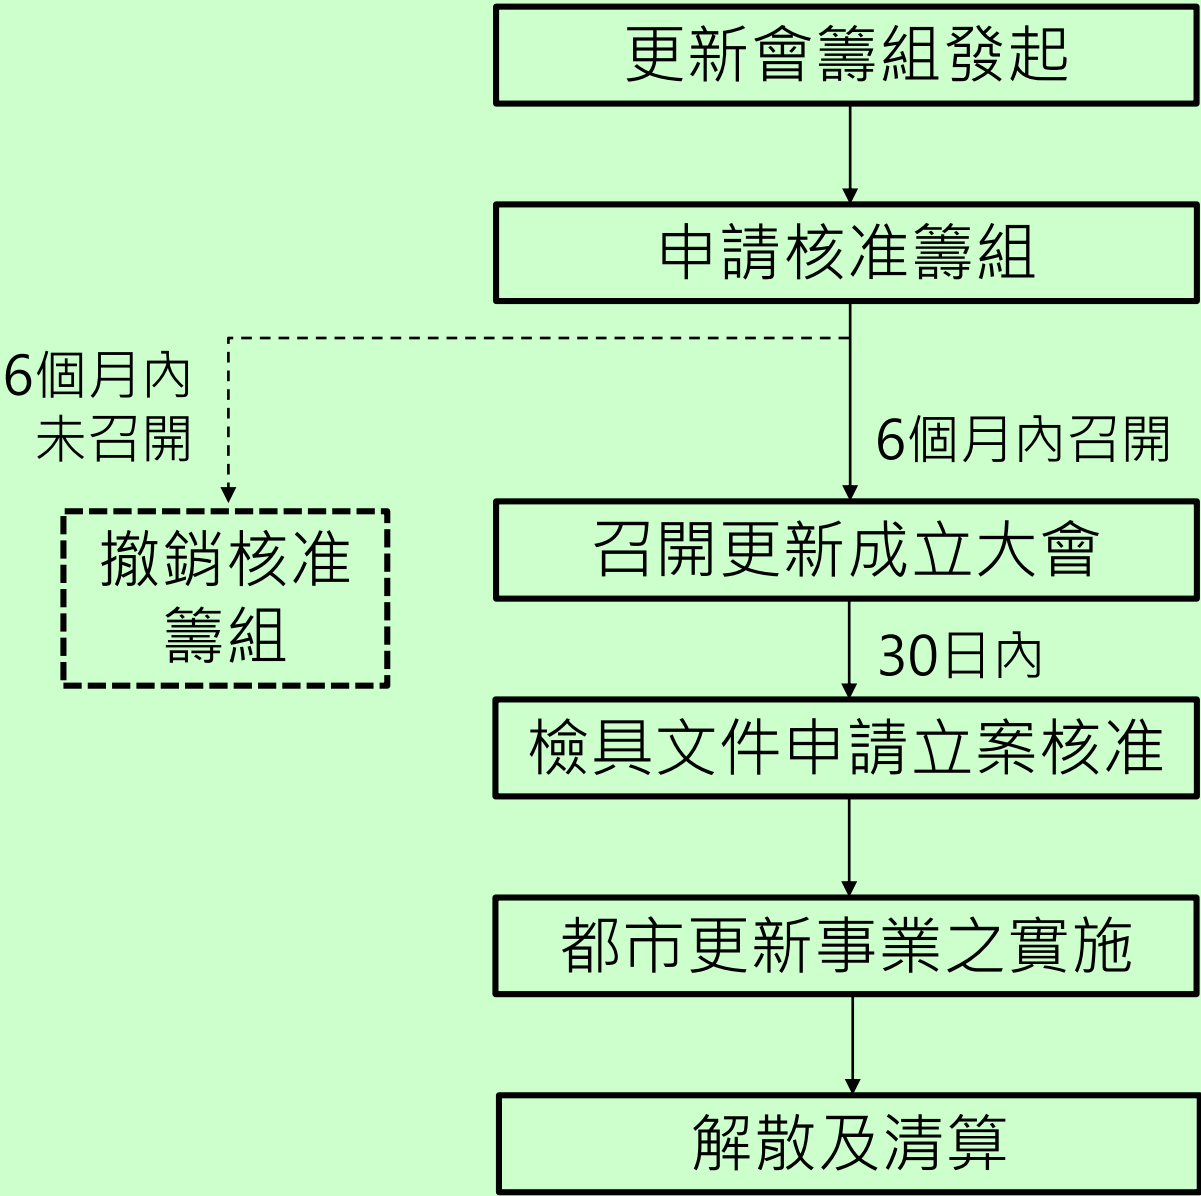 更新會籌組發起
申請核准籌組
6個月內
未召開
6個月內召開
撤銷核准
籌組
召開更新成立大會
30日內
檢具文件申請立案核准
都市更新事業之實施
解散及清算